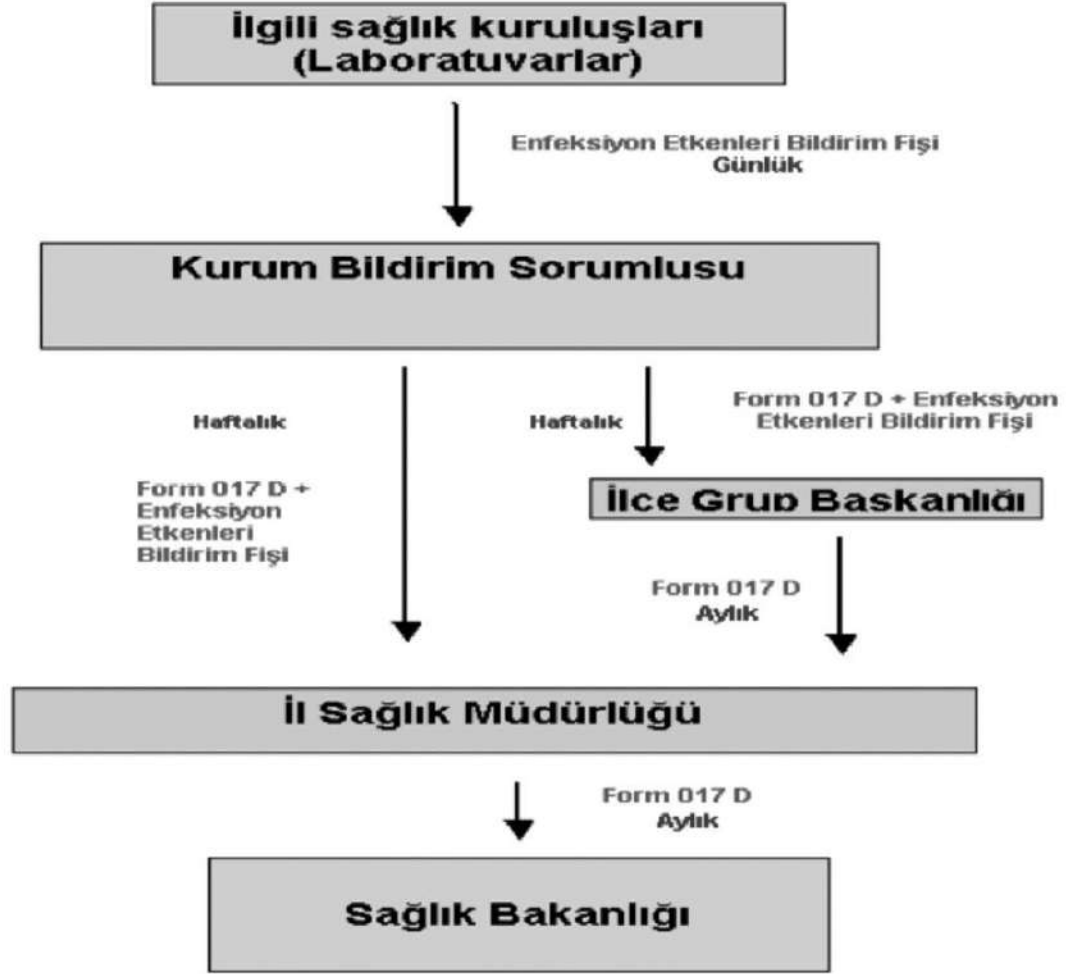 İlgili sağlık kuruluşları
(Laboratuvarlar)
Enfeksiyon Etkenleri Bildirim Fişi
Günlük
Kurum Bildirim Sorumlusu
Haftalık
Form 017 D +
Enfeksiyon
Etkenleri
Bildirim Fişi
Haftalık
Form 017 D + Enfeksiyon
Etkenleri Bildirim Fişi
İlce Grup Baskanlığı
Form 017 D
Aylık
İl Sağlık Müdürlüğü
Form 017 D
Aylık
Sağlık Bakanlığı